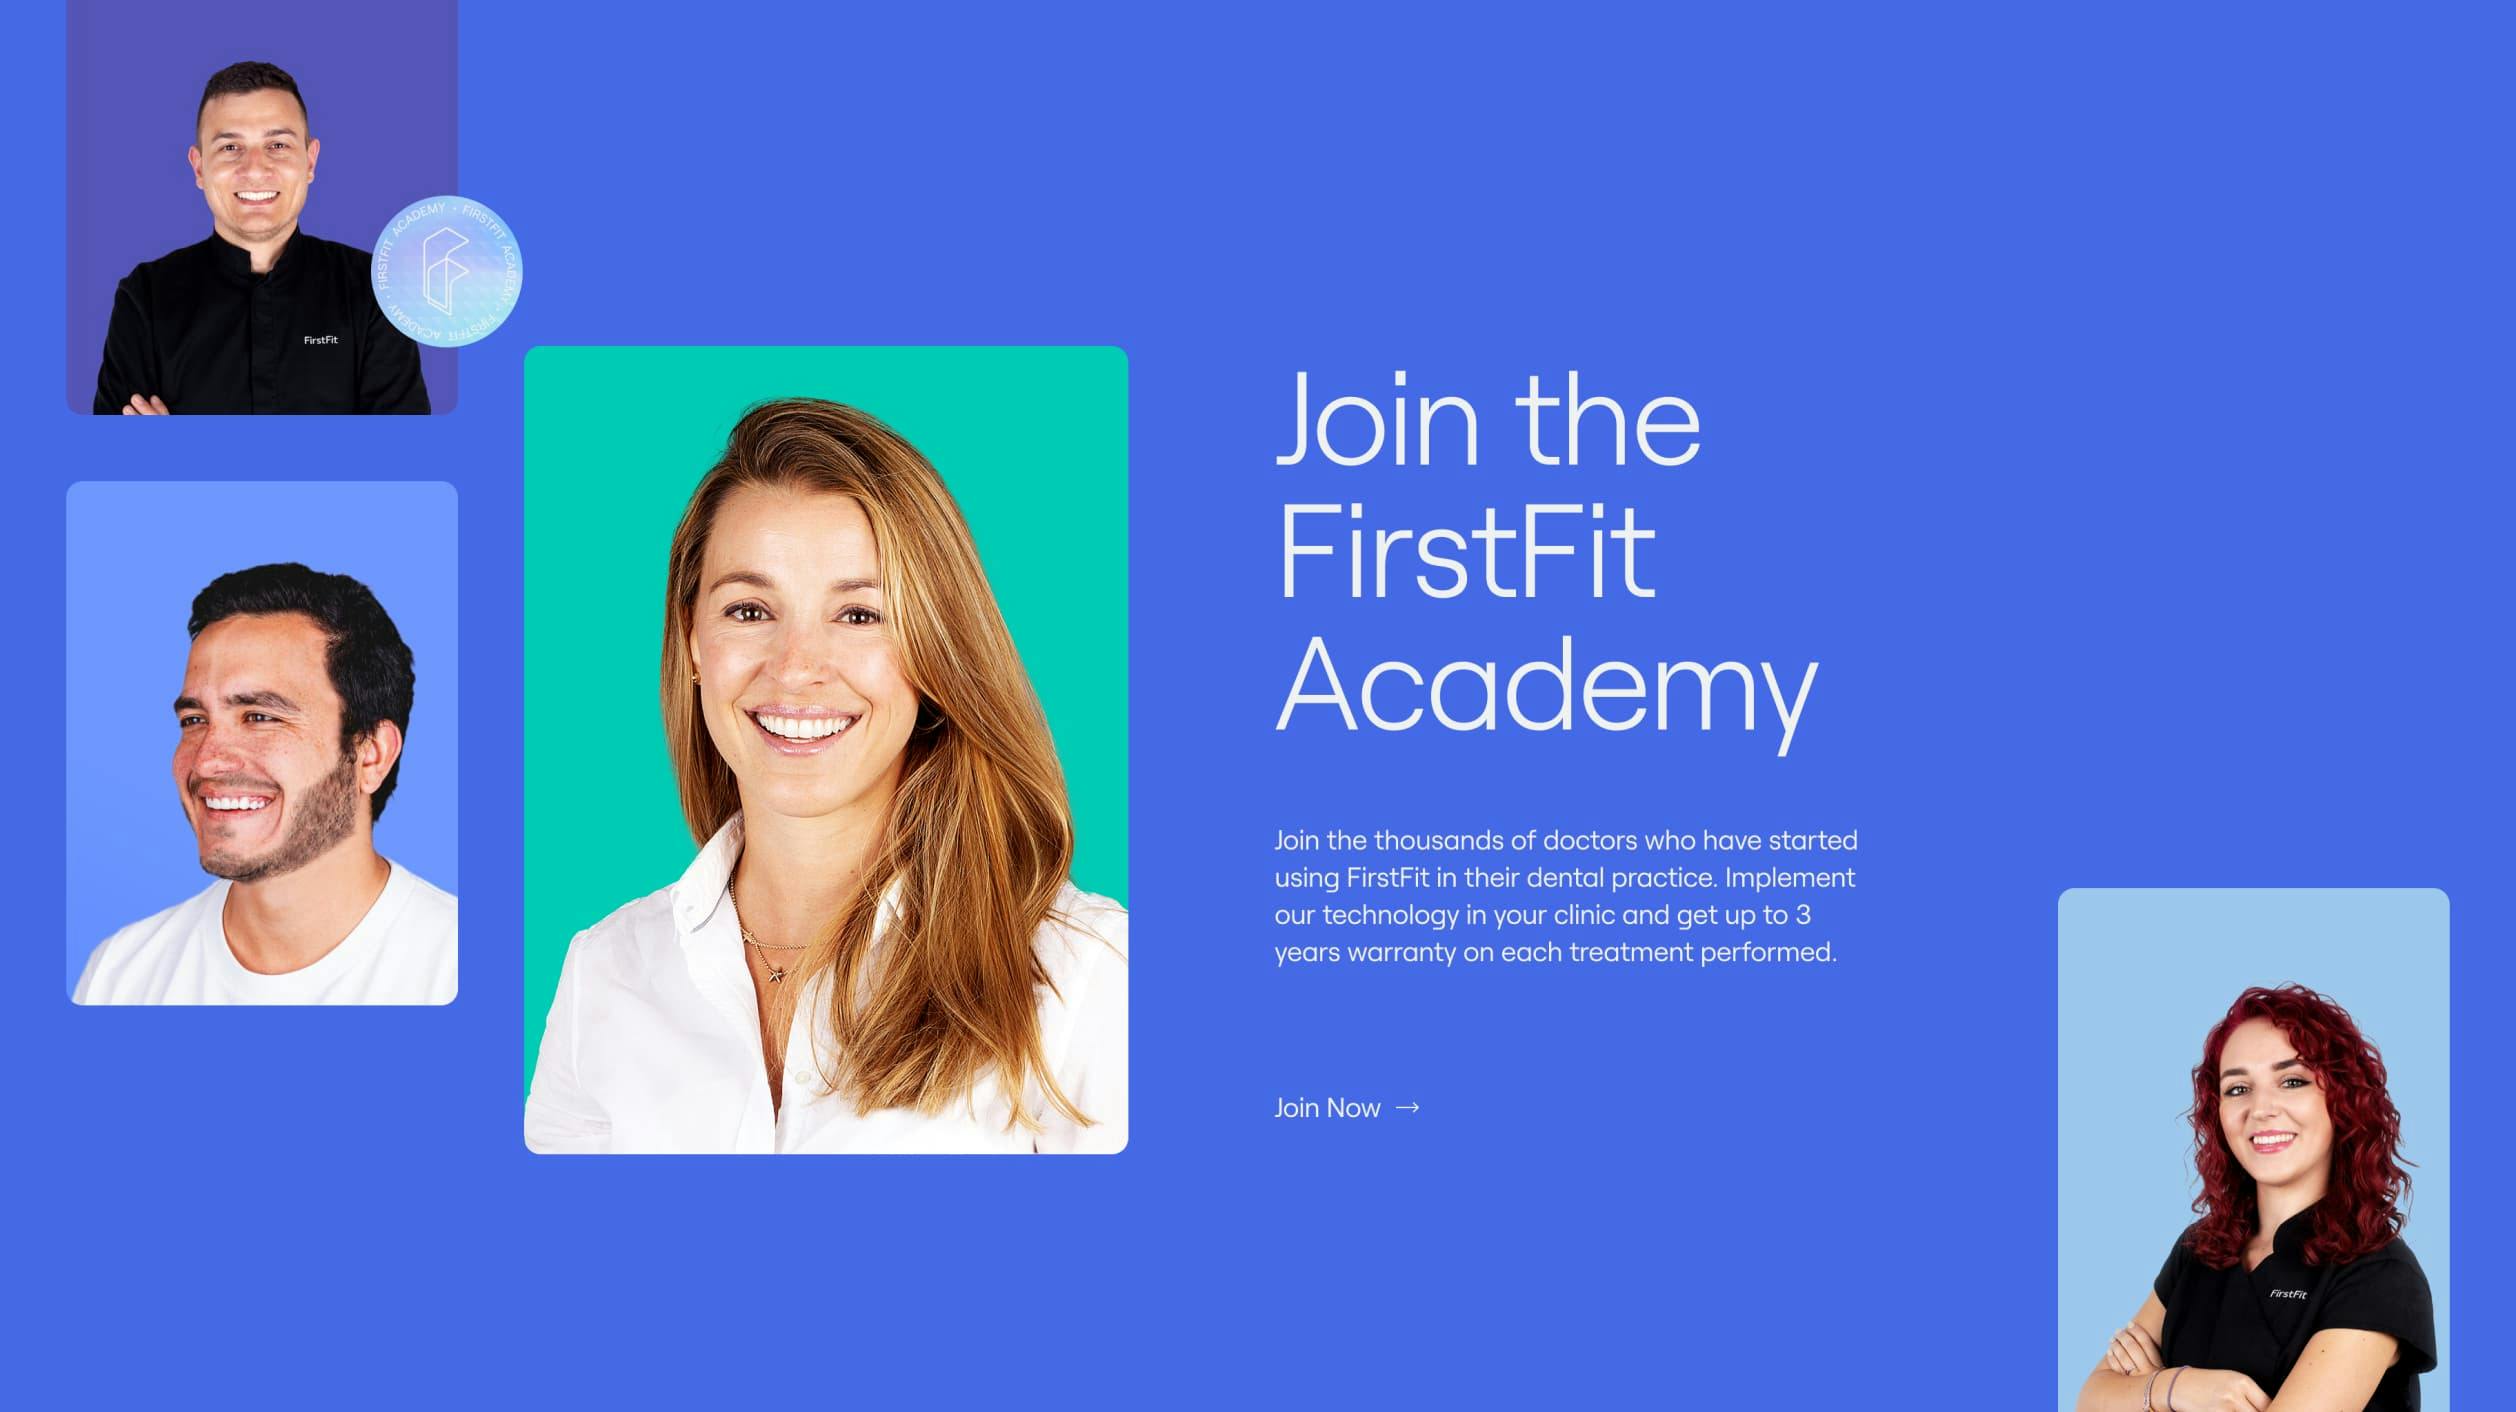 FIRSTFIT ACADEMY • FIRSTFIT ACADEMY • FIRSTFIT ACADEMY •
FirstFit
Join the
FirstFit
Academy
Join the thousands of doctors who have started
using FirstFit in their dental practice. Implement
our technology in your clinic and get up to 3
years warranty on each treatment performed.
Join Now
FirstFit